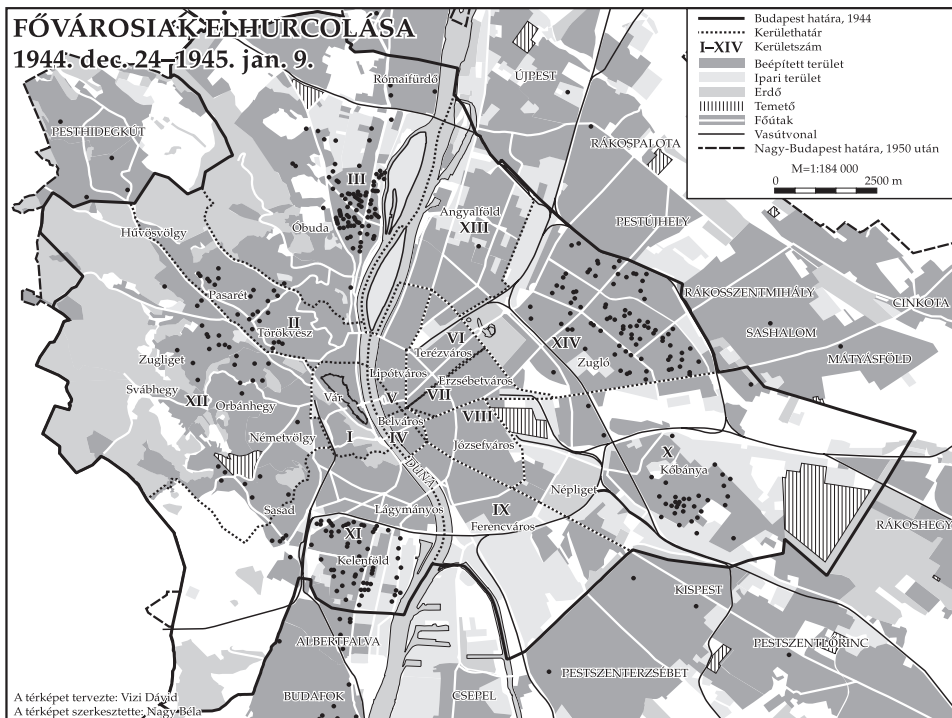 FŐVÁROSIAK ELHURCOLÁSA
1944. dec. 24–1945. jan. 9.
Budapest határa, 1944
Kerülethatár
I–XIV Kerületszám
Beépített terület
Ipari terület
Erdő
Temető
Főútak
Vasútvonal
Nagy-Budapest határa, 1950 után
M=1:184 000
0 2500 m
Rómaifürdő
ÚJPEST
PESTHIDEGKÚT
RÁKOSPALOTA
III
Angyalföld
XIII
Óbuda
PESTÚJHELY
Hűvösvölgy
RÁKOSSZENTMIHÁLY
Pasarét
CINKOTA
II
Törökvész
SASHALOM
VI
Terézváros
XIV
Zugló
MÁTYÁSFÖLD
Zugliget
Lipótváros
Erzsébetváros
Svábhegy
XII
Orbánhegy
Vár
V
VII
Belváros
VIII
Németvölgy
I
IV
Józsefváros
X
Kőbánya
DUNA
Népliget
Sasad
Lágymányos
IX
Ferencváros
RÁKOSHEGY
XI
Kelenföld
KISPEST
ALBERTFALVA
PESTSZENTLŐRINC
PESTSZENTERZSÉBET
BUDAFOK
CSEPEL
A térképet tervezte: Vizi Dávid
A térképet szerkesztette: Nagy Béla